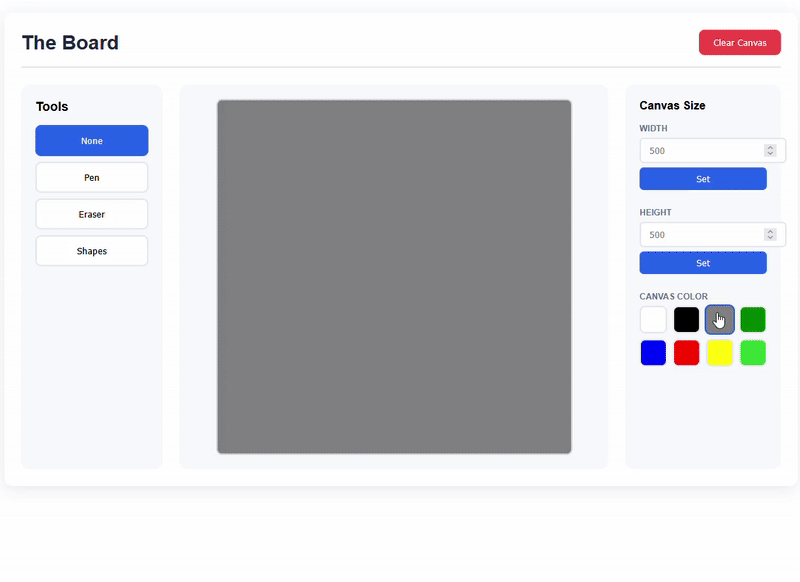 The Board
Clear Canvas
Tools
None
Pen
Eraser
Shapes
Canvas Size
WIDTH
500
Set
HEIGHT
500
Set
CANVAS COLOR